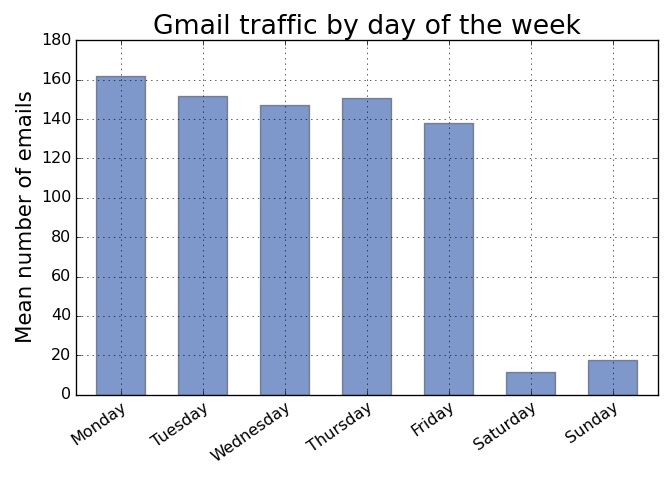 Gmail traffic by day of the week
Mean number of emails
180
160
140
120
100
80
60
40
20
0
Monday
Tuesday
Wednesday
Thursday
Friday
Saturday
Sunday